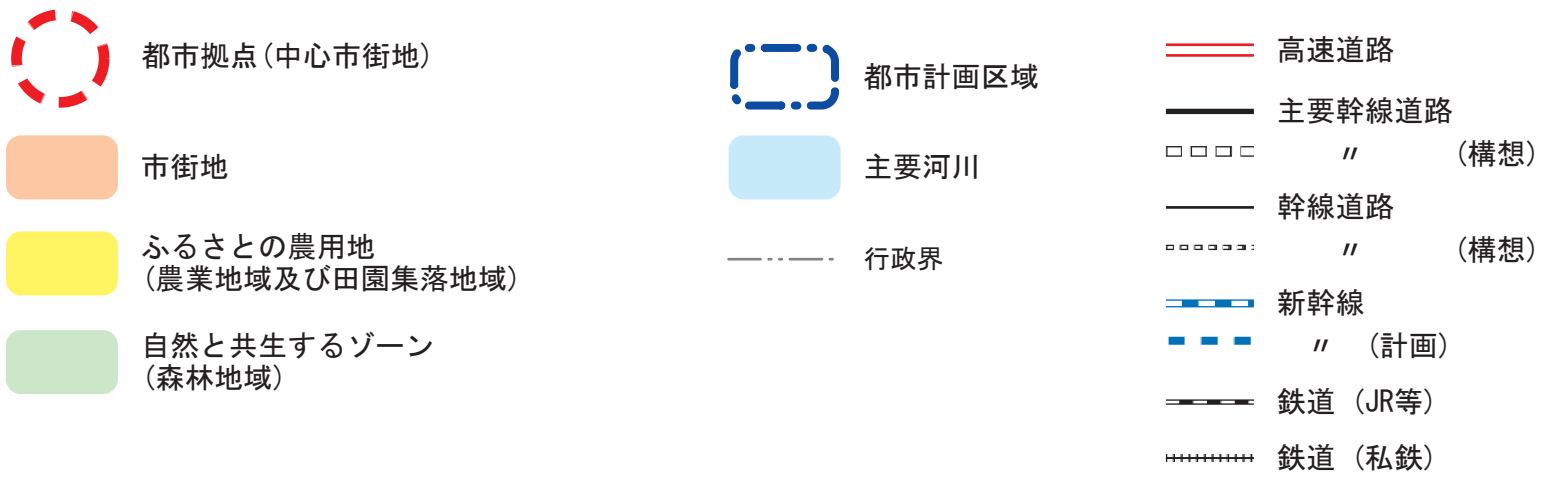 都市拠点(中心市街地)
市街地
ふるさとの農用地
(農業地域及び田園集落地域)
自然と共生するゾーン
(森林地域)
都市計画区域
主要河川
行政界
高速道路
主要幹線道路
〃 (構想)
幹線道路
〃 (構想)
新幹線
〃 (計画)
鉄道 (JR等)
鉄道 (私鉄)